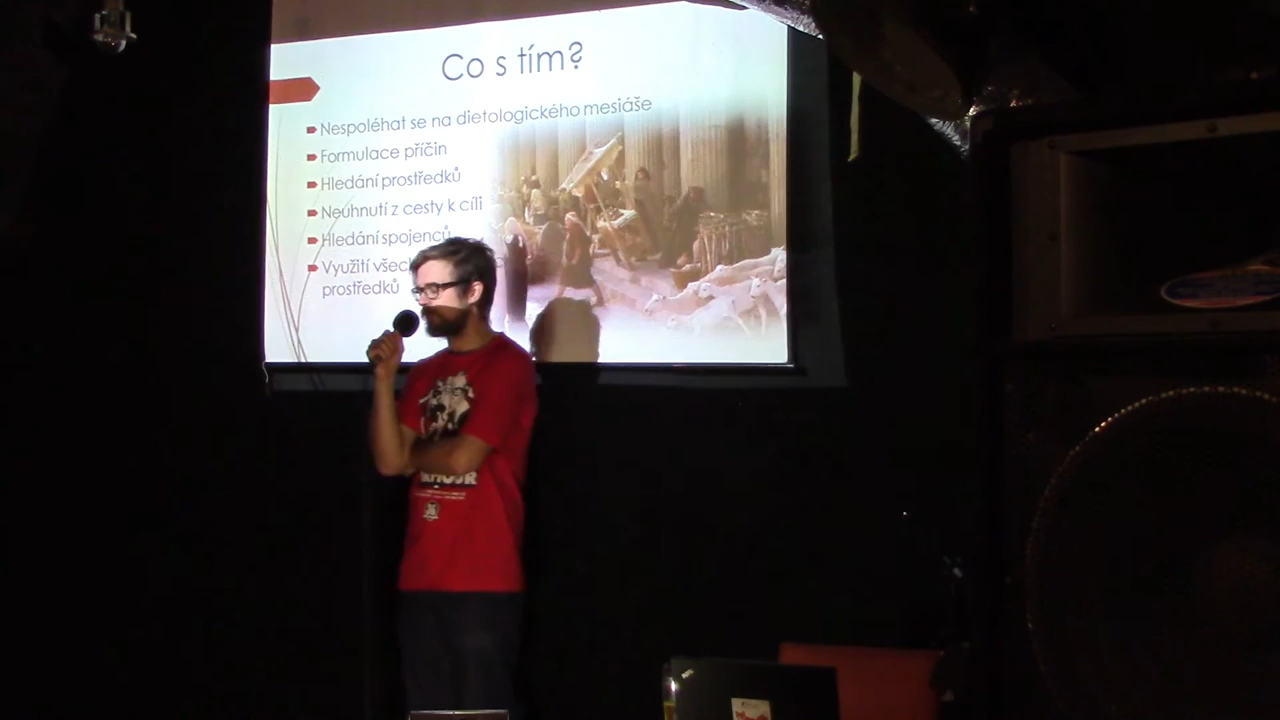 Co s tím?
Nespoléhat se na dietologického mesiáše
Formulace příčin
Hledání prostředků
Neuhnutí z cesty k cíli
Hledání spojenců
Využití
prostředků